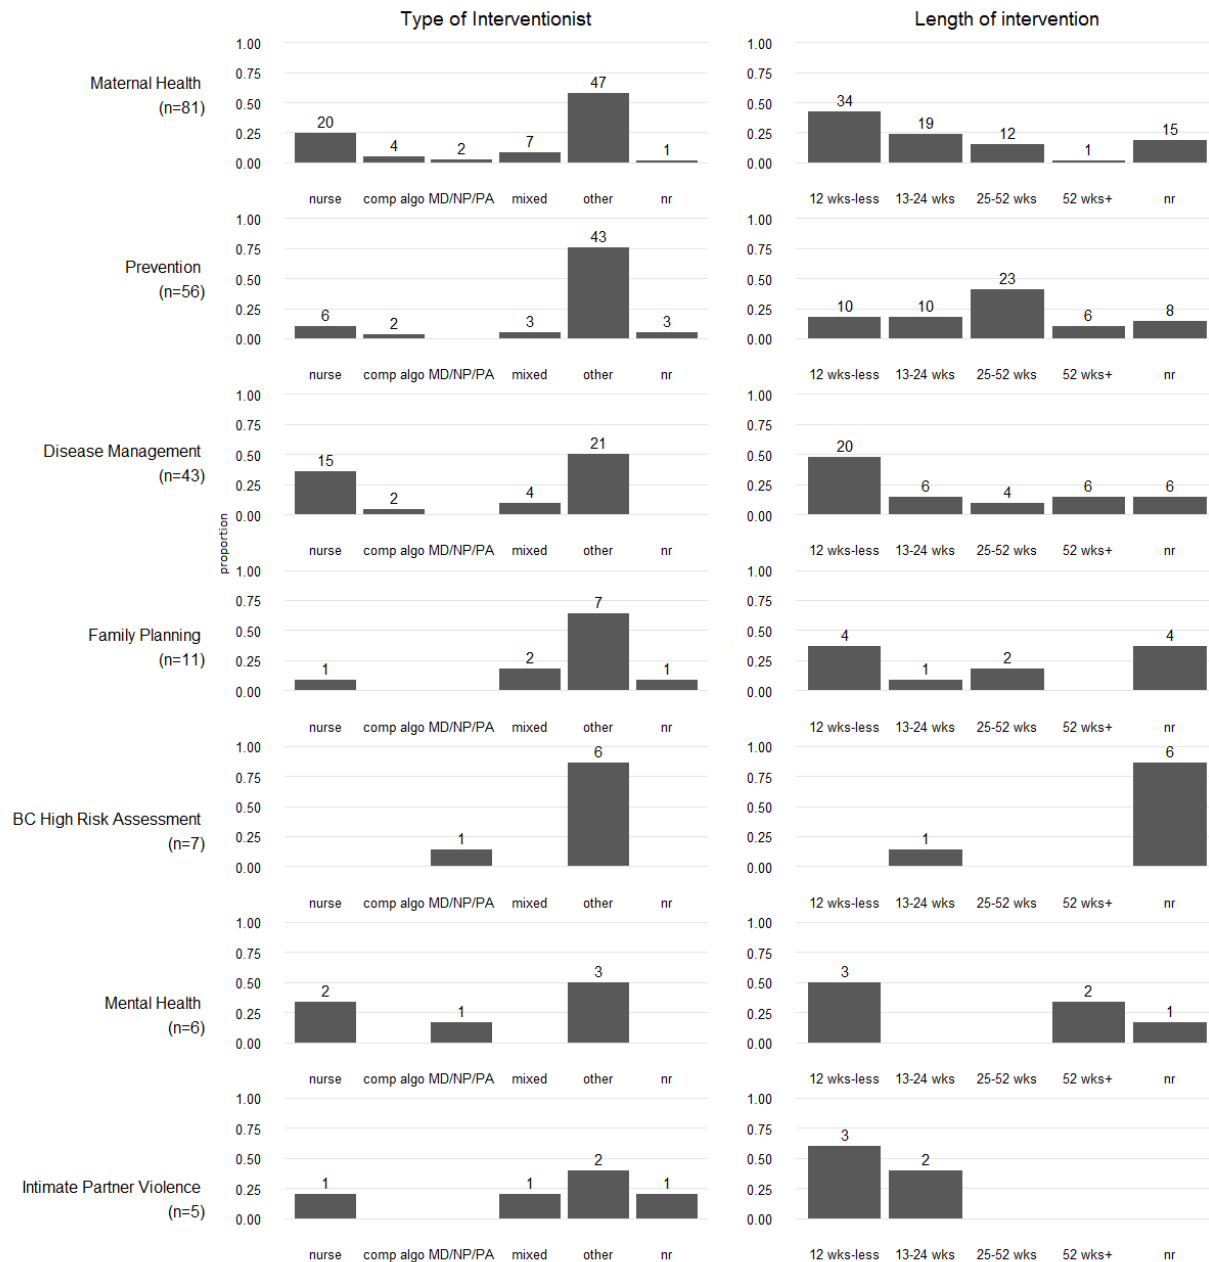 Type of Interventionist Length of intervention
Maternal Health
(n=81)
1.00 0.75 0.50 0.25 0.00
20 4 2 7 47 1
nurse comp algo MD/NP/PA mixed other nr
1.00 0.75 0.50 0.25 0.00
34 19 12 1 15
12 wks-less 13-24 wks 25-52 wks 52 wks+ nr
Prevention
(n=56)
1.00 0.75 0.50 0.25 0.00
6 2 3 43 3
nurse comp algo MD/NP/PA mixed other nr
1.00 0.75 0.50 0.25 0.00
10 10 23 6 8
12 wks-less 13-24 wks 25-52 wks 52 wks+ nr
Disease Management
(n=43)
1.00 0.75 0.50 0.25 0.00
15 2 4 21
nurse comp algo MD/NP/PA mixed other nr
1.00 0.75 0.50 0.25 0.00
20 6 4 6 6
12 wks-less 13-24 wks 25-52 wks 52 wks+ nr
proportion
Family Planning
(n=11)
1.00 0.75 0.50 0.25 0.00
1 2 7 1
nurse comp algo MD/NP/PA mixed other nr
1.00 0.75 0.50 0.25 0.00
4 1 2 4
12 wks-less 13-24 wks 25-52 wks 52 wks+ nr
BC High Risk Assessment
(n=7)
1.00 0.75 0.50 0.25 0.00
1 6
nurse comp algo MD/NP/PA mixed other nr
1.00 0.75 0.50 0.25 0.00
1 6
12 wks-less 13-24 wks 25-52 wks 52 wks+ nr
Mental Health
(n=6)
1.00 0.75 0.50 0.25 0.00
2 1 3
nurse comp algo MD/NP/PA mixed other nr
1.00 0.75 0.50 0.25 0.00
3 2 1
12 wks-less 13-24 wks 25-52 wks 52 wks+ nr
Intimate Partner Violence
(n=5)
1.00 0.75 0.50 0.25 0.00
1 1 2 1
nurse comp algo MD/NP/PA mixed other nr
1.00 0.75 0.50 0.25 0.00
3 2
12 wks-less 13-24 wks 25-52 wks 52 wks+ nr